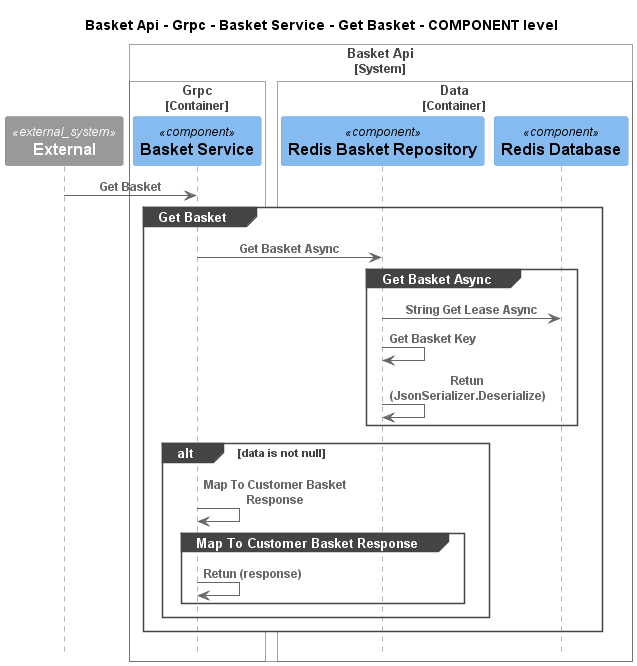 Basket Api - Grpc - Basket Service - Get Basket - COMPONENT level
Basket Api
[System]
Grpc
[Container]
Data
[Container]
«external_system»
External
«component»
Basket Service
«component»
Redis Basket Repository
«component»
Redis Database
Get Basket
Get Basket
Get Basket Async
Get Basket Async
String Get Lease Async
Get Basket Key
Retun
(JsonSerializer.Deserialize)
alt
[data is not null]
Map To Customer Basket
Response
Map To Customer Basket Response
Retun (response)